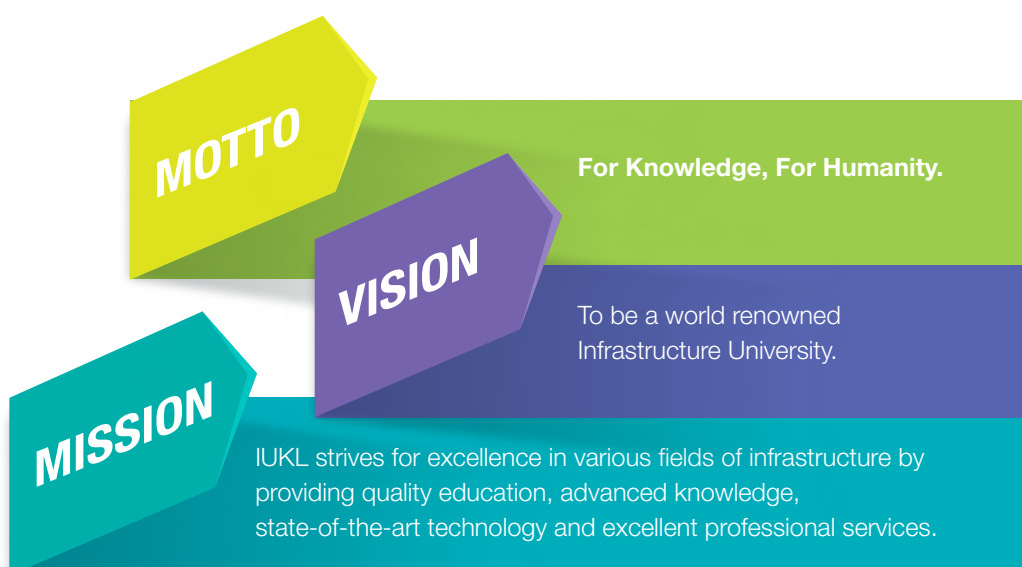 MOTTO
For Knowledge, For Humanity.
VISION
To be a world renowned
Infrastructure University.
MISSION
IUKL strives for excellence in various fields of infrastructure by
providing quality education, advanced knowledge,
state-of-the-art technology and excellent professional services.